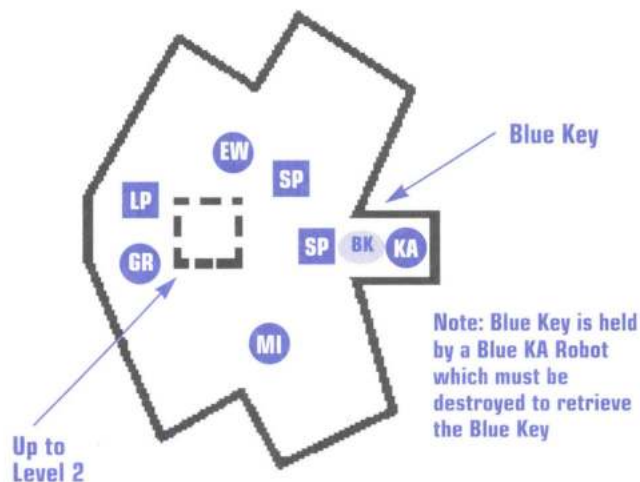 EW
Blue Key
SP
LP
SP
BK
KA
GR
MI
Note: Blue Key is held
by a Blue KA Robot
which must be
destroyed to retrieve
the Blue Key
Up to
Level 2